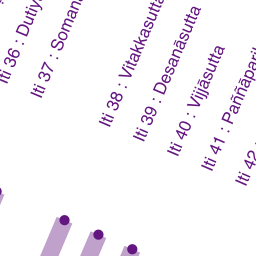 Iti 36 : Dutiy
Iti 37 : Soman
Iti 38 : Vitakkasutta
Iti 39 : Desanāsutta
Iti 40 : Vijjāsutta
Iti 41 : Paññāpari
Iti 42 :